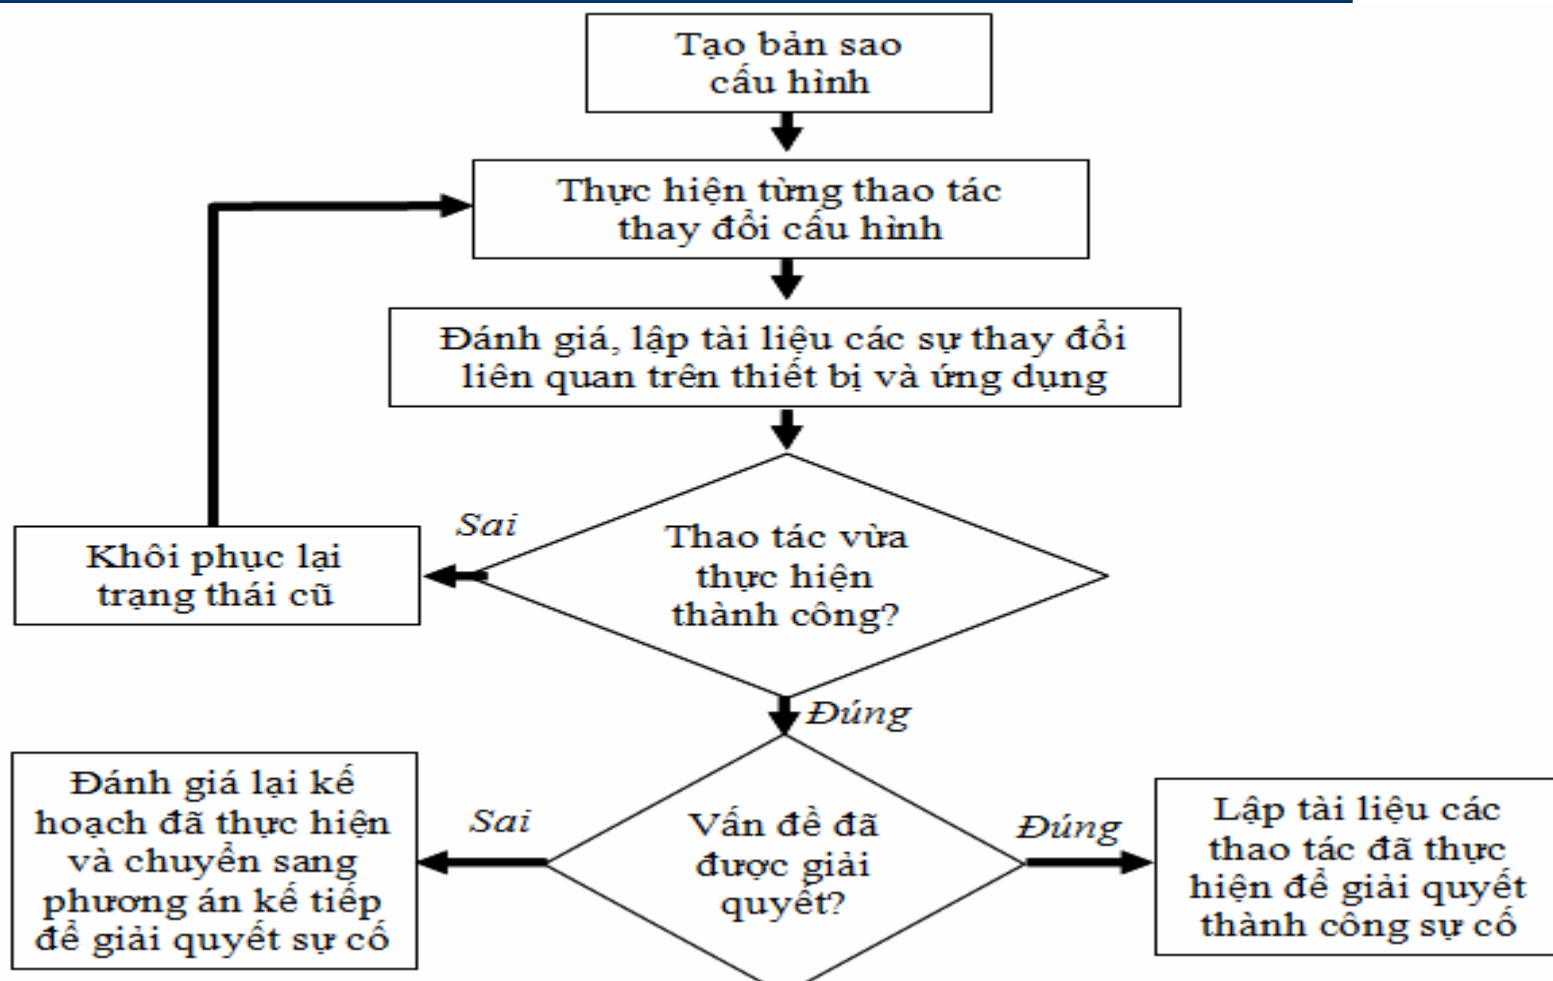 Tạo bản sao
cấu hình
Thực hiện từng thao tác
thay đổi cấu hình
Đánh giá, lập tài liệu các sự thay đổi
liên quan trên thiết bị và ứng dụng
Sai
Thao tác vừa
thực hiện
thành công?
Khôi phục lại
trạng thái cũ
Đúng
Đánh giá lại kế
hoạch đã thực hiện
và chuyển sang
phương án kế tiếp
để giải quyết sự cố
Sai
Vấn đề đã
được giải
quyết?
Đúng
Lập tài liệu các
thao tác đã thực
hiện để giải quyết
thành công sự cố